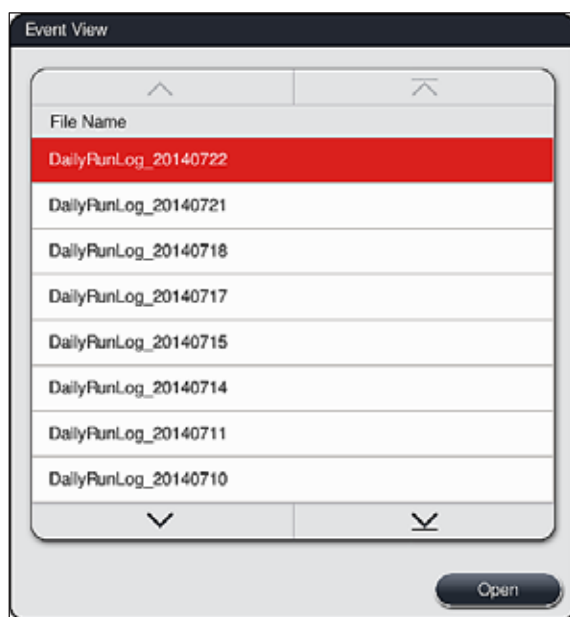 Event View
File Name
DailyRunLog_20140722
DailyRunLog_20140721
DailyRunLog_20140718
DailyRunLog_20140717
DailyRunLog_20140715
DailyRunLog_20140714
DailyRunLog_20140711
DailyRunLog_20140710
Open